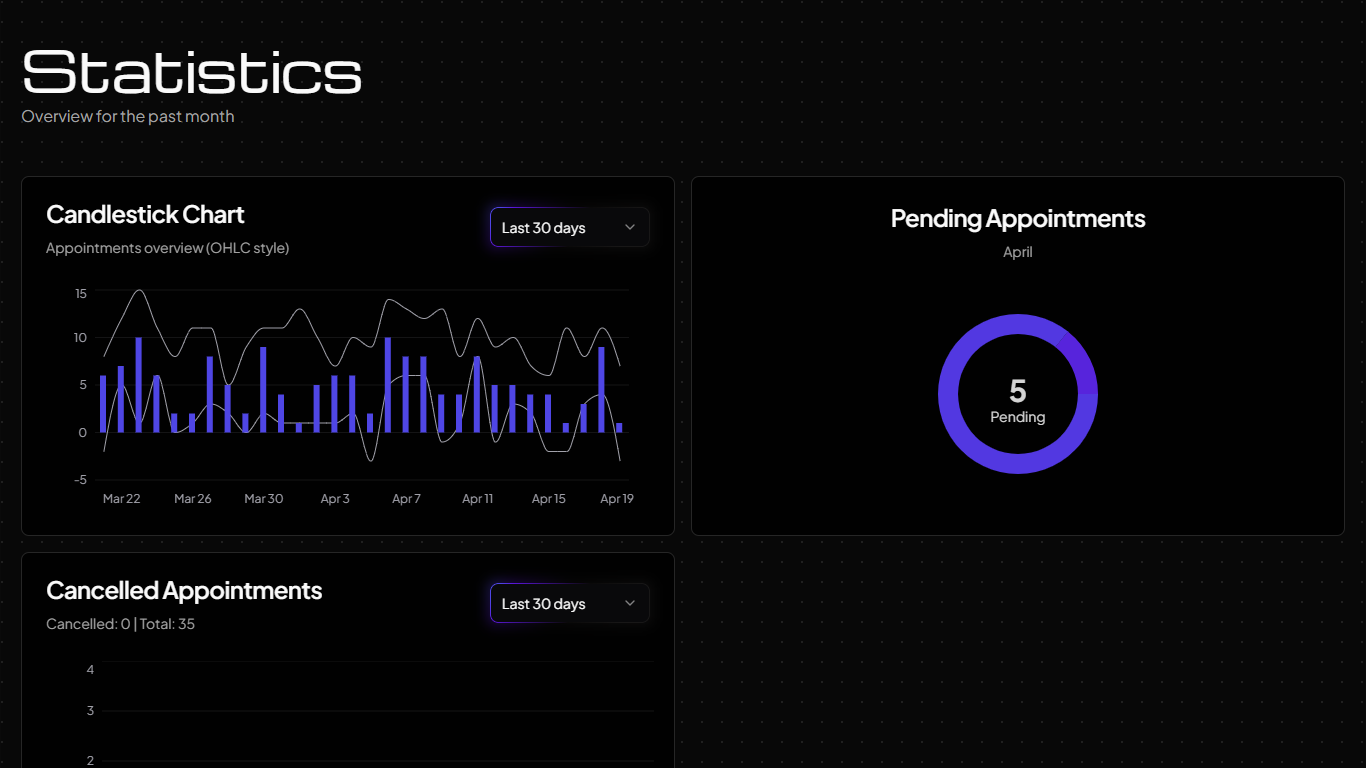 Statistics
Overview for the past month
Candlestick Chart
Appointments overview (OHLC style)
Last 30 days
15
10
5
0
-5
Mar 22 Mar 26 Mar 30 Apr 3 Apr 7 Apr 11 Apr 15 Apr 19
Pending Appointments
April
5
Pending
Cancelled Appointments
Cancelled: 0 | Total: 35
Last 30 days
4
3
2